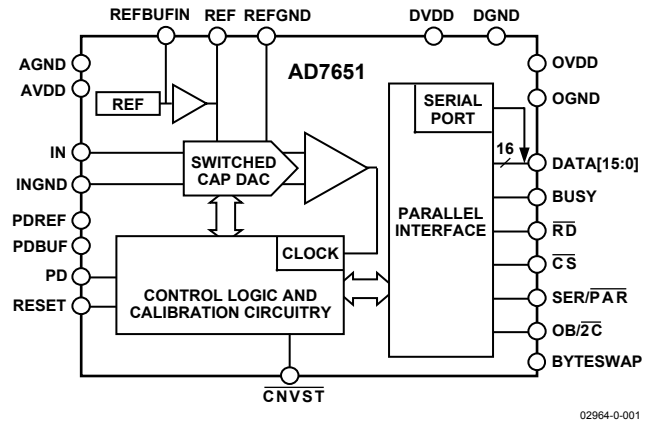 REFBUFIN REF REFGND DVDD DGND
AGND
AVDD
AD7651
OVDD
OGND
REF
SERIAL
PORT
IN
INGND
SWITCHED
CAP DAC
16
DATA[15:0]
BUSY
PDREF
PDBUF
PD
RESET
PARALLEL
INTERFACE
RD
CS
CLOCK
CONTROL LOGIC AND
CALIBRATION CIRCUITRY
SER/PAR
OB/2C
BYTESWAP
CNVST
02964-0-001